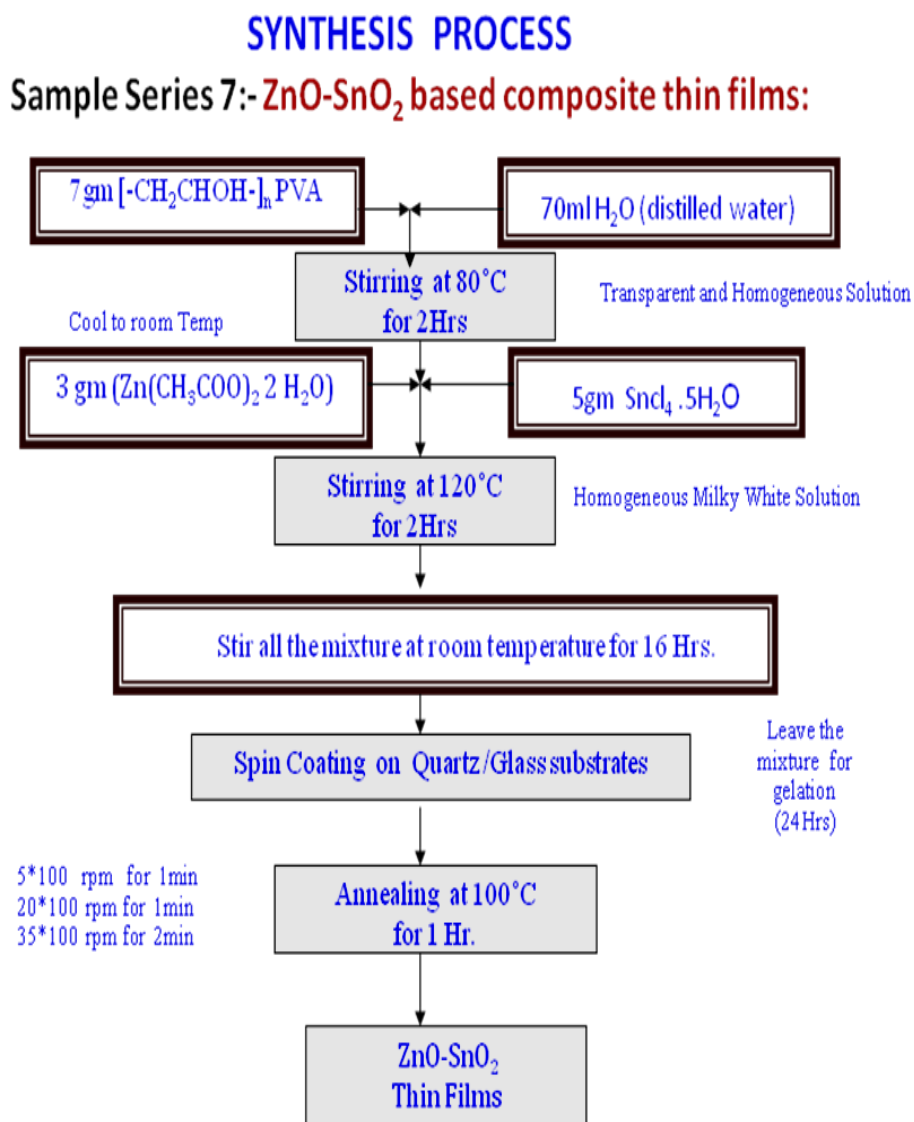 SYNTHESIS PROCESS
Sample Series 7:- ZnO-SnO₂ based composite thin films:
7 gm [-CH₂CHOH-]ₙ PVA
70ml H₂O (distilled water)
Stirring at 80°C
for 2Hrs
Transparent and Homogeneous Solution
Cool to room Temp
3 gm (Zn(CH₃COO)₂ 2 H₂O)
5gm Sncl₄ .5H₂O
Stirring at 120°C
for 2Hrs
Homogeneous Milky White Solution
Stir all the mixture at room temperature for 16 Hrs.
Spin Coating on Quartz/Glass substrates
Leave the
mixture for
gelation
(24 Hrs)
5*100 rpm for 1min
20*100 rpm for 1min
35*100 rpm for 2min
Annealing at 100°C
for 1 Hr.
ZnO-SnO₂
Thin Films